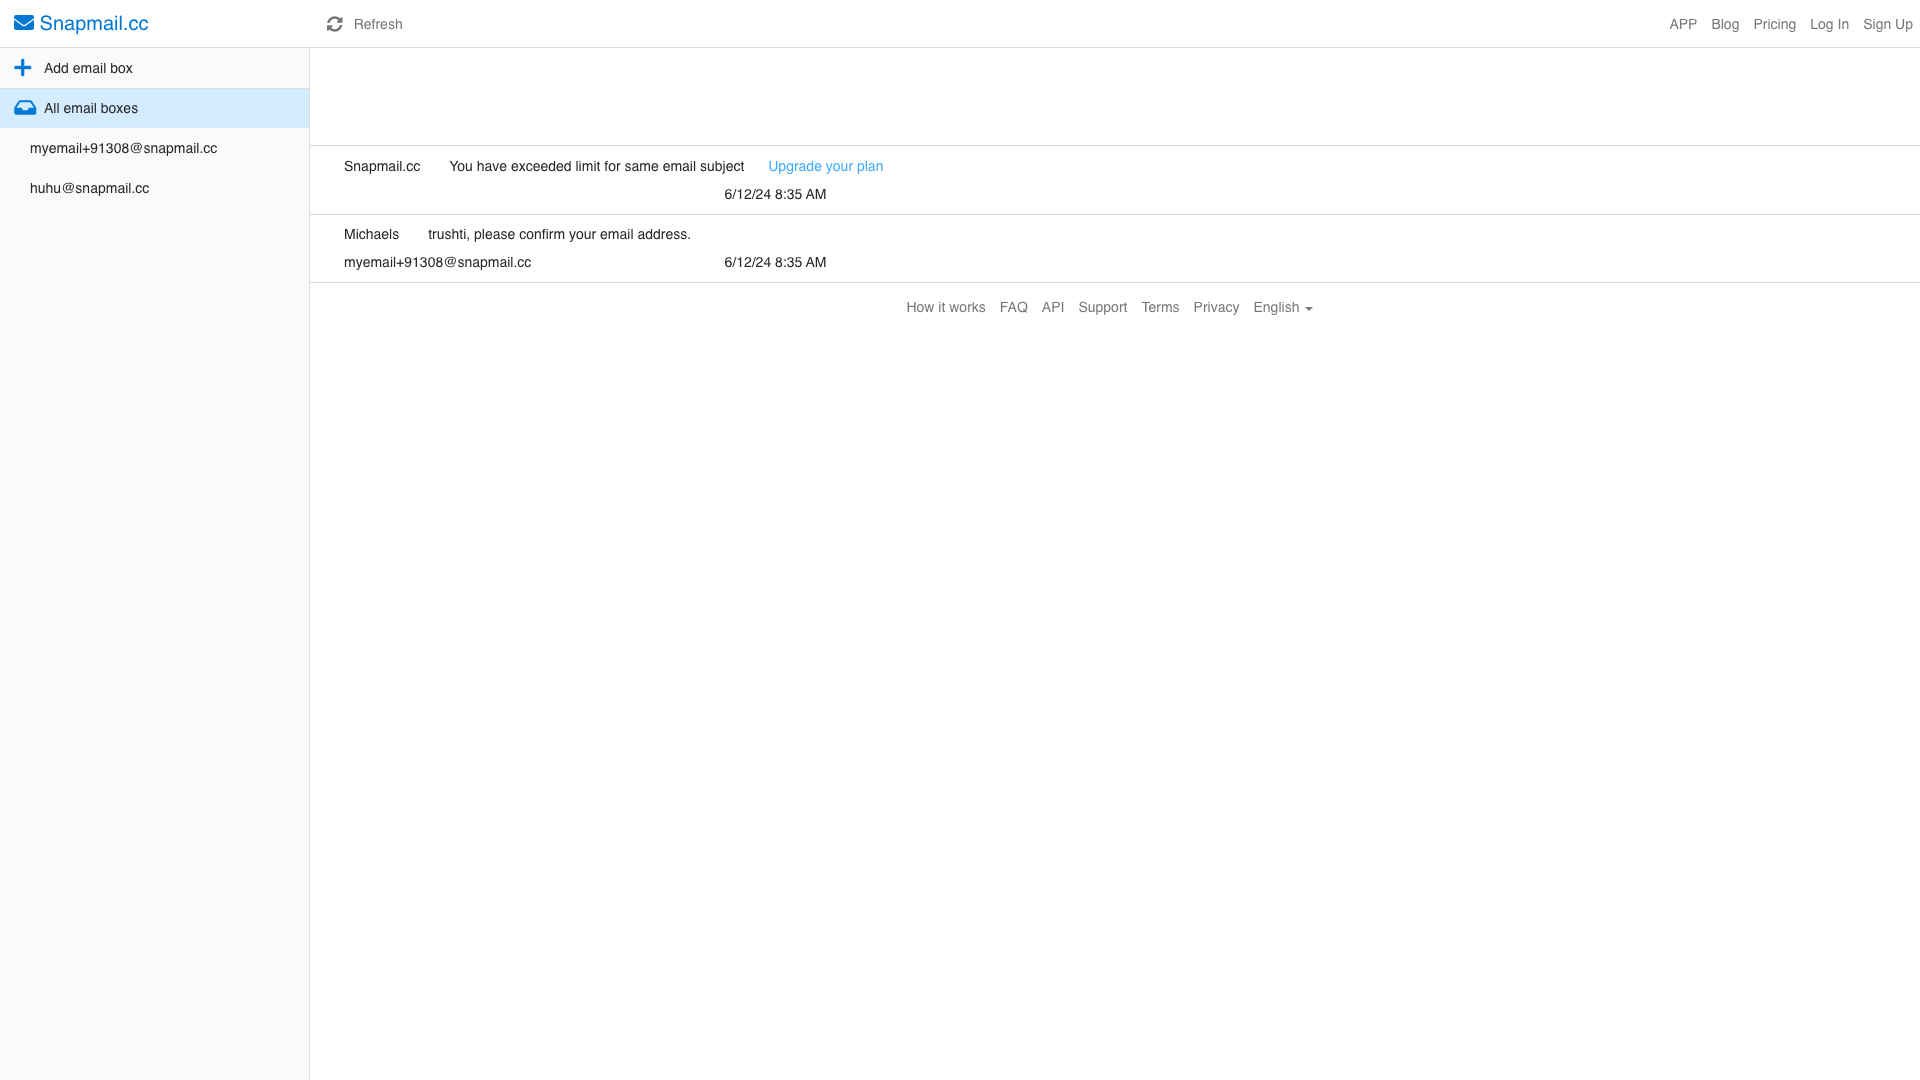 Snapmail.cc
Refresh
APP Blog Pricing Log In Sign Up
Add email box
All email boxes
myemail+91308@snapmail.cc
huhu@snapmail.cc
Snapmail.cc You have exceeded limit for same email subject Upgrade your plan
6/12/24 8:35 AM
Michaels trushti, please confirm your email address.
myemail+91308@snapmail.cc 6/12/24 8:35 AM
How it works FAQ API Support Terms Privacy English